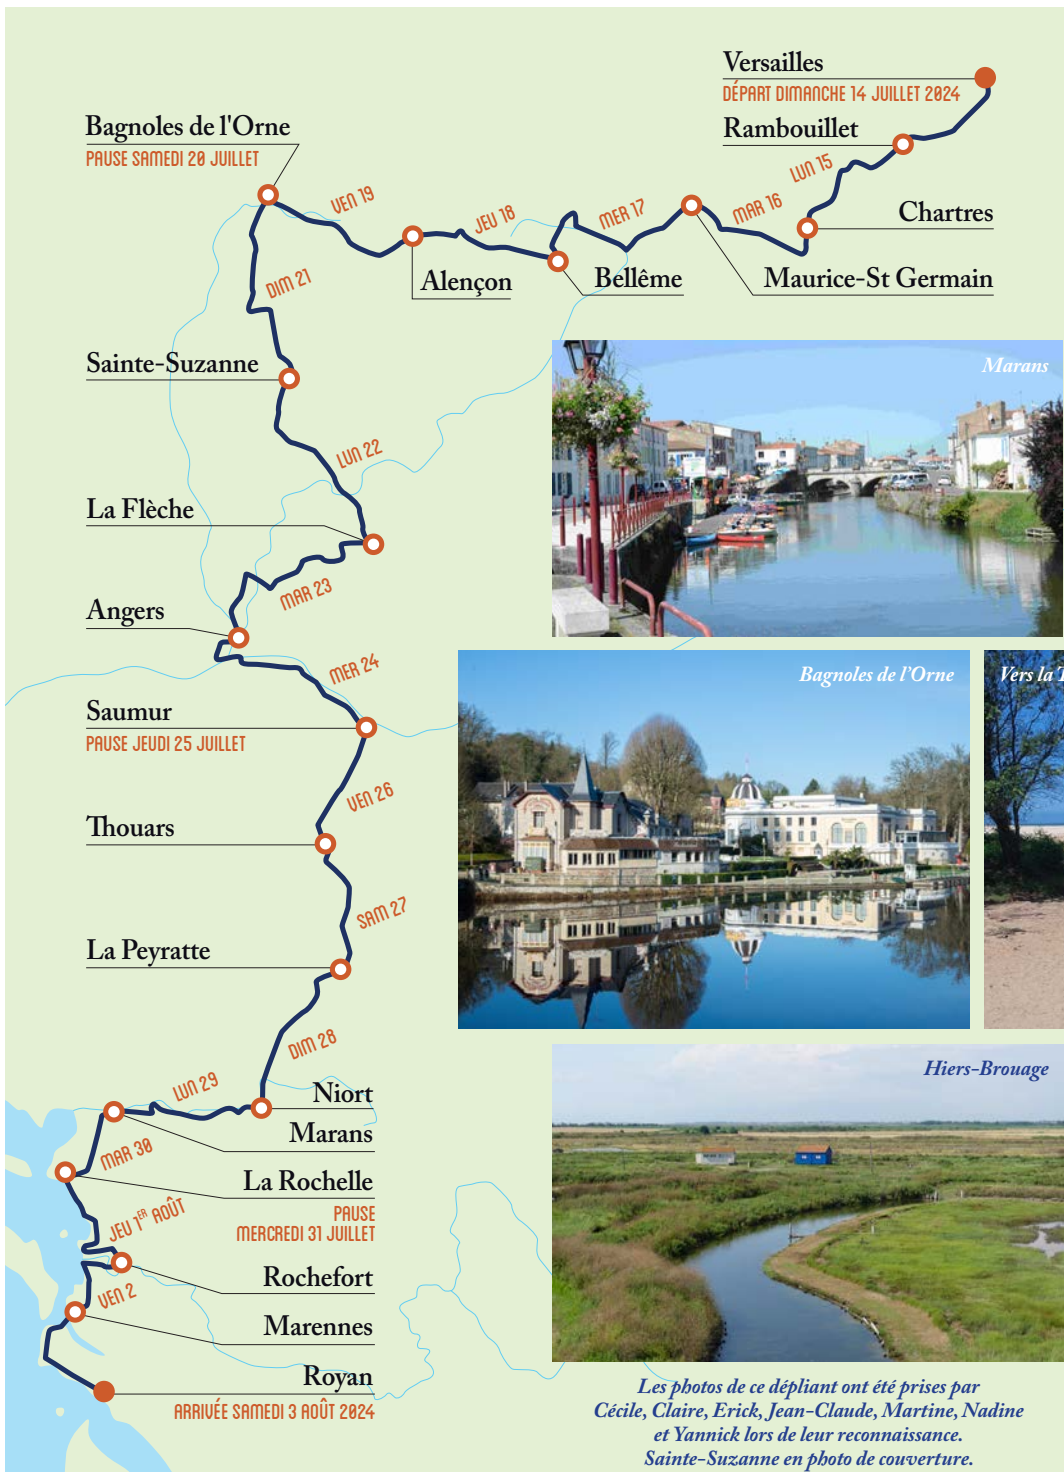 Versailles
DÉPART DIMANCHE 14 JUILLET 2024
Rambouillet
LUN 15
Chartres
MAR 16
Maurice-St Germain
MER 17
Bellême
JEU 18
Alençon
VEN 19
Bagnoles de l'Orne
PAUSE SAMEDI 20 JUILLET
DIM 21
Sainte-Suzanne
LUN 22
La Flèche
MAR 23
Angers
MER 24
Saumur
PAUSE JEUDI 25 JUILLET
VEN 26
Thouars
SAM 27
La Peyratte
DIM 28
Niort
LUN 29
Marans
MAR 30
La Rochelle
PAUSE
MERCREDI 31 JUILLET
JEU 1ER AOÛT
Rochefort
VEN 2
Marennes
Royan
ARRIVÉE SAMEDI 3 AOÛT 2024
Marans
Bagnoles de l'Orne
Vers la
Hiers-Brouage
Les photos de ce dépliant ont été prises par
Cécile, Claire, Erick, Jean-Claude, Martine, Nadine
et Yannick lors de leur reconnaissance.
Sainte-Suzanne en photo de couverture.